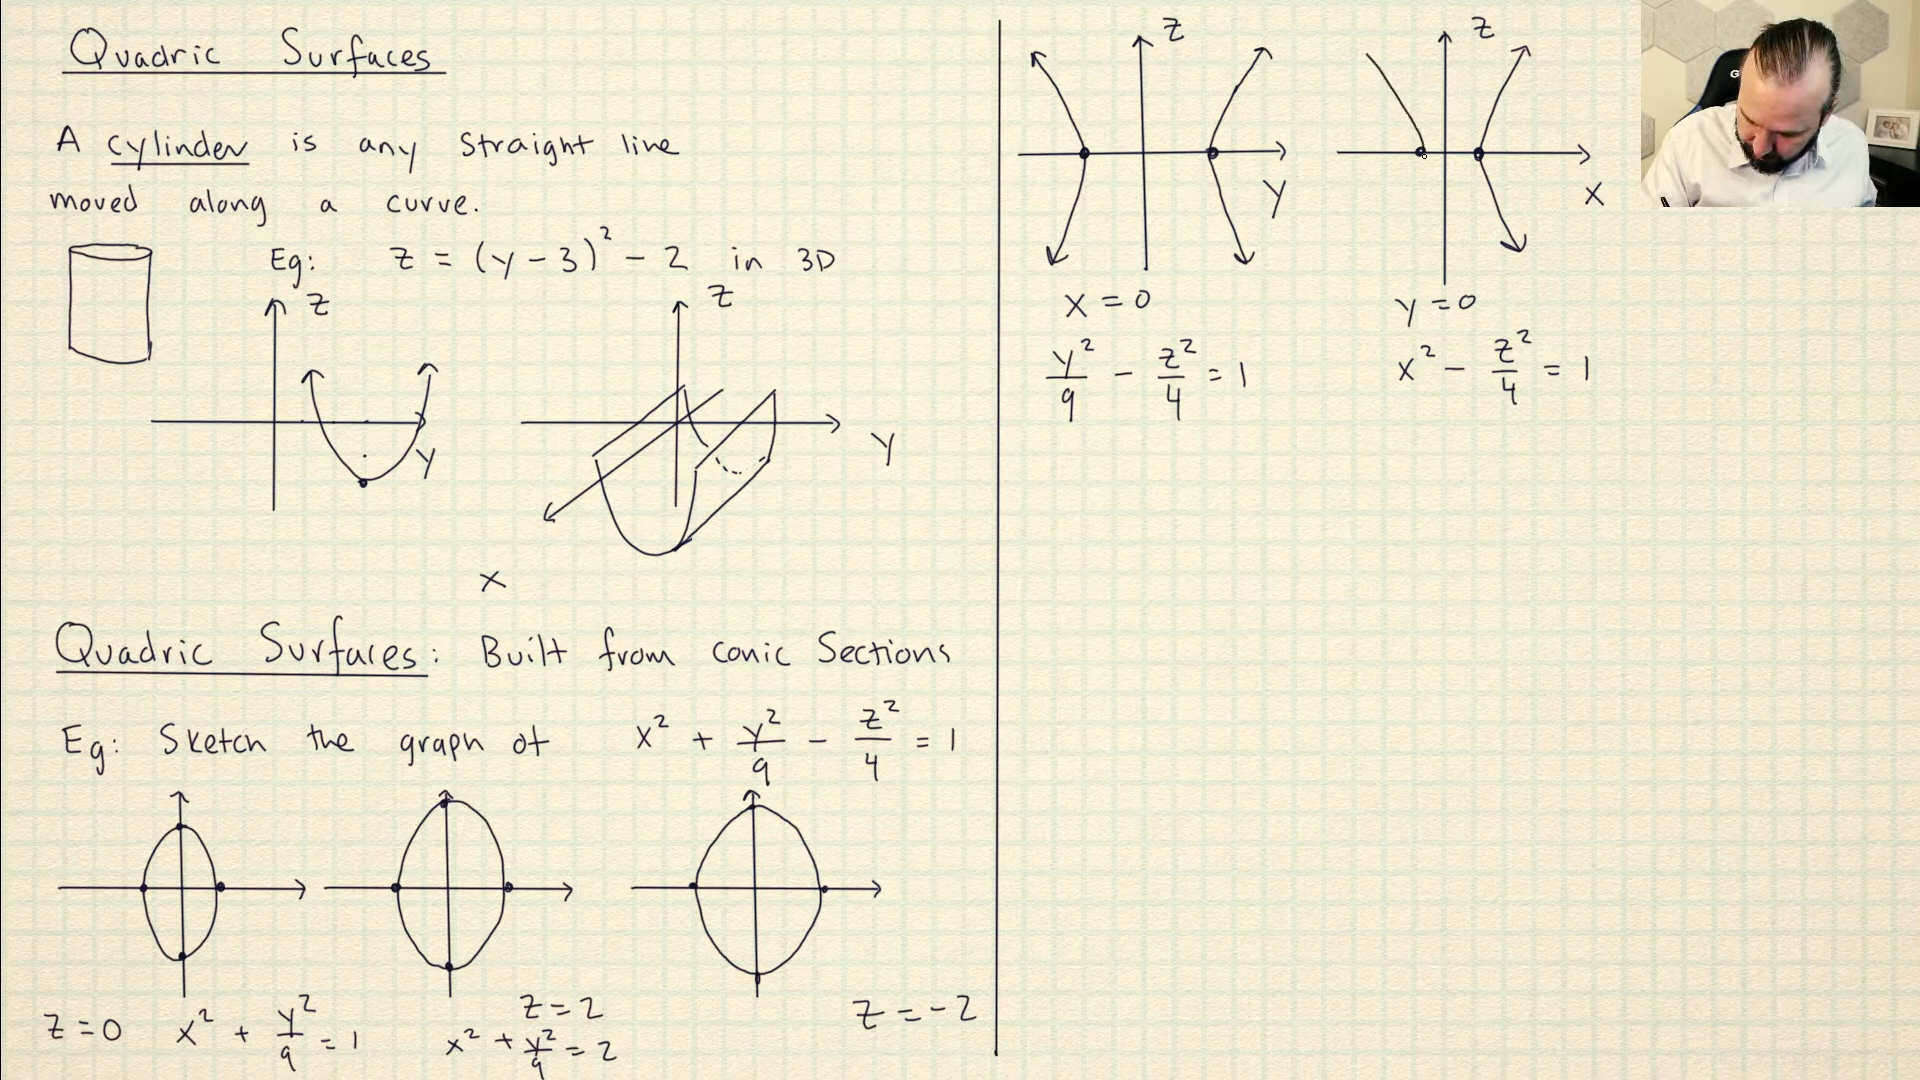 Quadric Surfaces
A cylinder is any straight line
moved along a curve.
Eg: z = (y - 3)² - 2 in 3D
z
y
z
y
x
Quadric Surfaces: Built from conic Sections
Eg: Sketch the graph of x² + y²/9 - z²/4 = 1
z = 0 x² + y²/9 = 1
z = 2
x² + y²/9 = 2
z = -2
z
y
x = 0
y²/9 - z²/4 = 1
z
x
y = 0
x² - z²/4 = 1
G